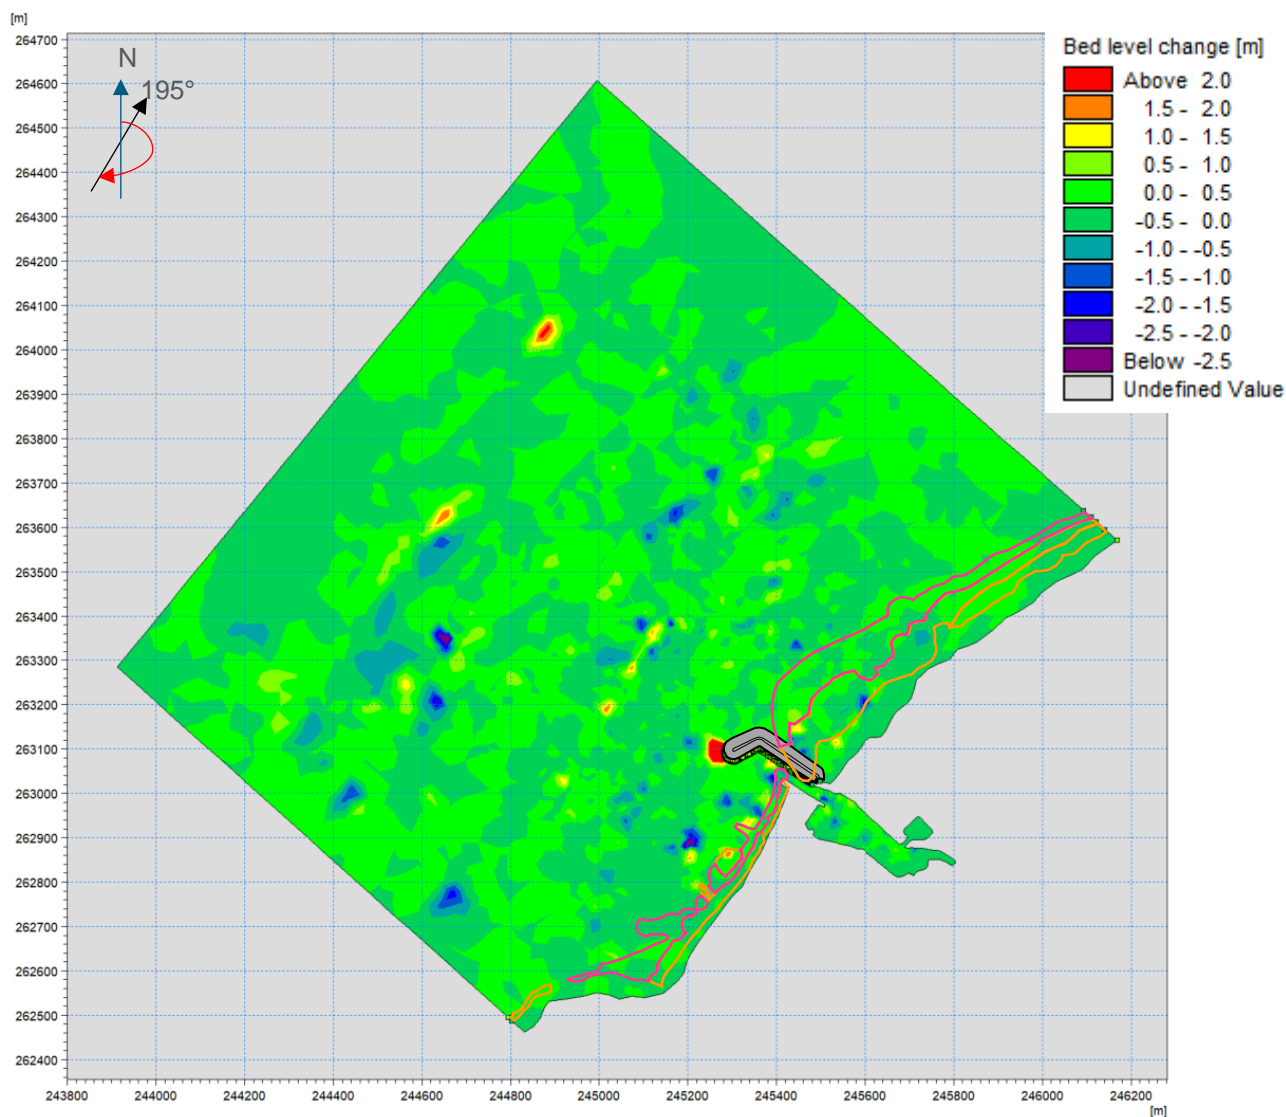 [m]
264700
264600
264500
264400
264300
264200
264100
264000
263900
263800
263700
263600
263500
263400
263300
263200
263100
263000
262900
262800
262700
262600
262500
262400
N
195°
Bed level change [m]
Above 2.0
1.5 - 2.0
1.0 - 1.5
0.5 - 1.0
0.0 - 0.5
-0.5 - 0.0
-1.0 - -0.5
-1.5 - -1.0
-2.0 - -1.5
-2.5 - -2.0
Below -2.5
Undefined Value
243800 244000 244200 244400 244600 244800 245000 245200 245400 245600 245800 246000 246200
[m]